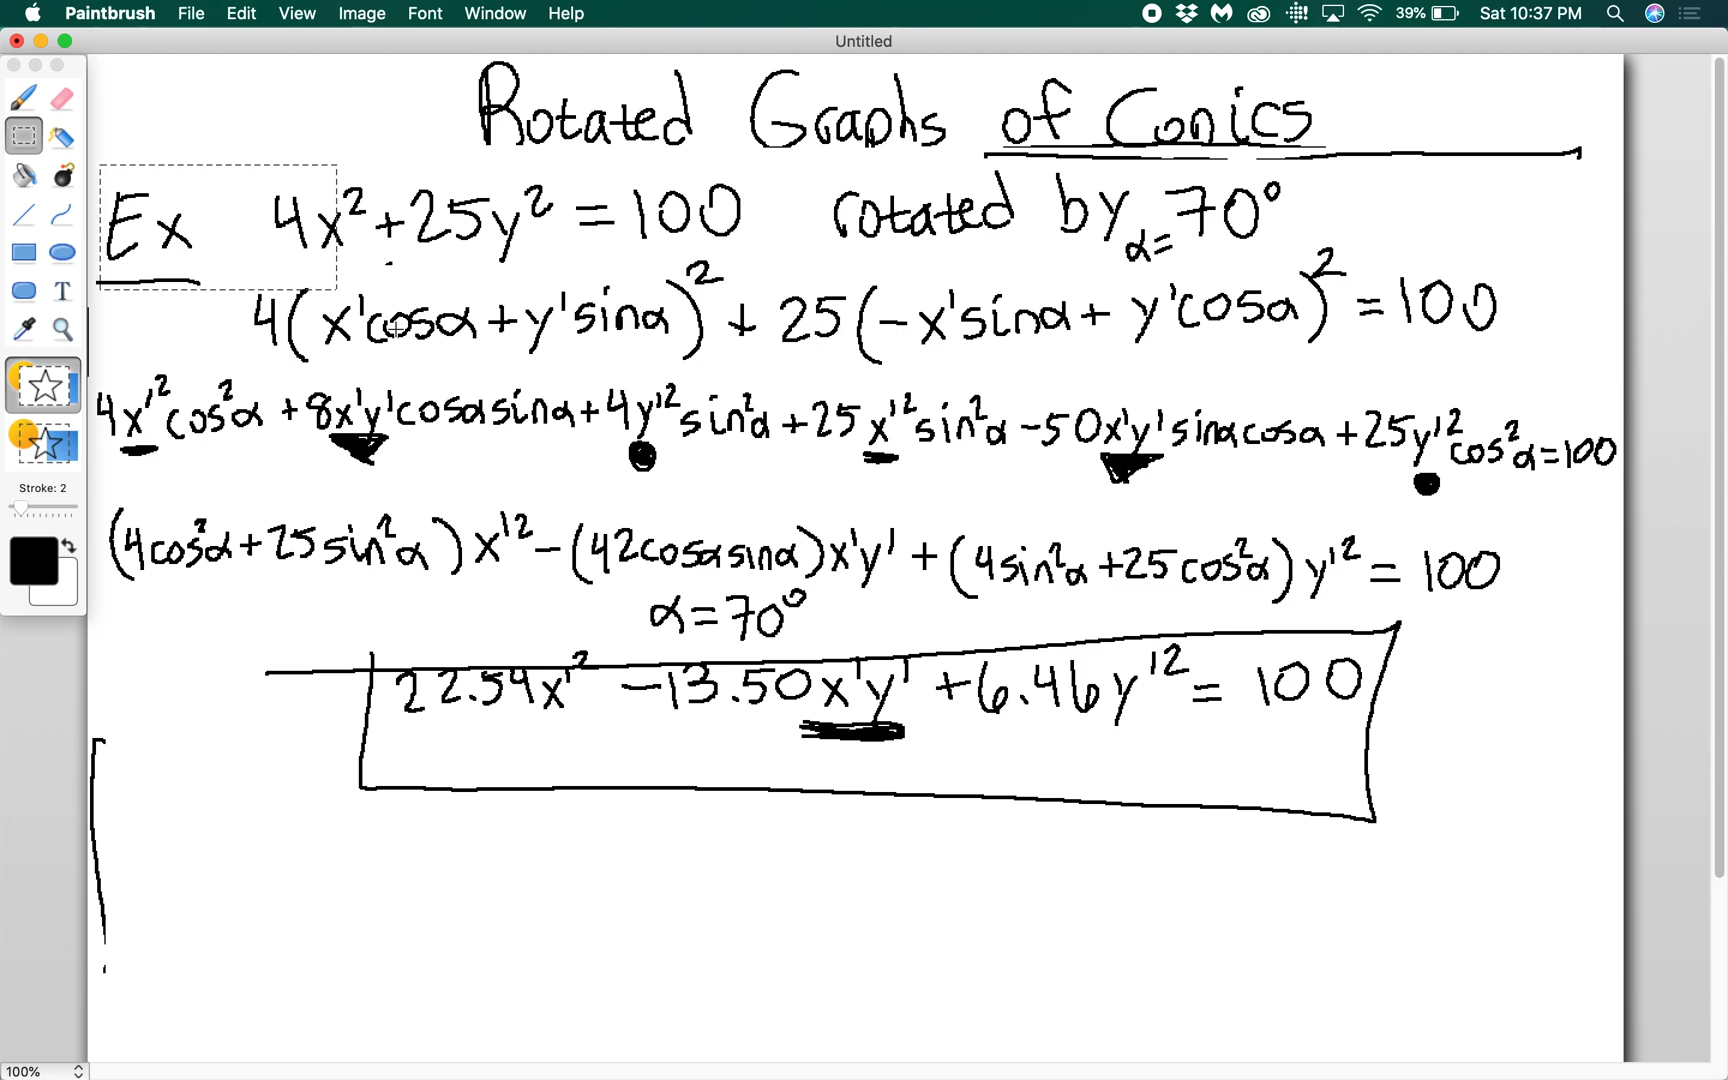 Paintbrush File Edit View Image Font Window Help 39% Sat 10:37 PM
Untitled
Rotated Graphs of Conics
Ex 4x² + 25y² = 100 rotated by α = 70°
4(x'cosα + y'sinα)² + 25(-x'sinα + y'cosα)² = 100
4x'²cos²α + 8x'y'cosαsinα + 4y'²sin²α + 25x'²sin²α - 50x'y'sinαcosα + 25y'²cos²α = 100
(4cos²α + 25sin²α)x'² - (42cosαsinα)x'y' + (4sin²α + 25cos²α)y'² = 100
α = 70°
22.54x'² - 13.50x'y' + 6.46y'² = 100
T
Stroke: 2
100%